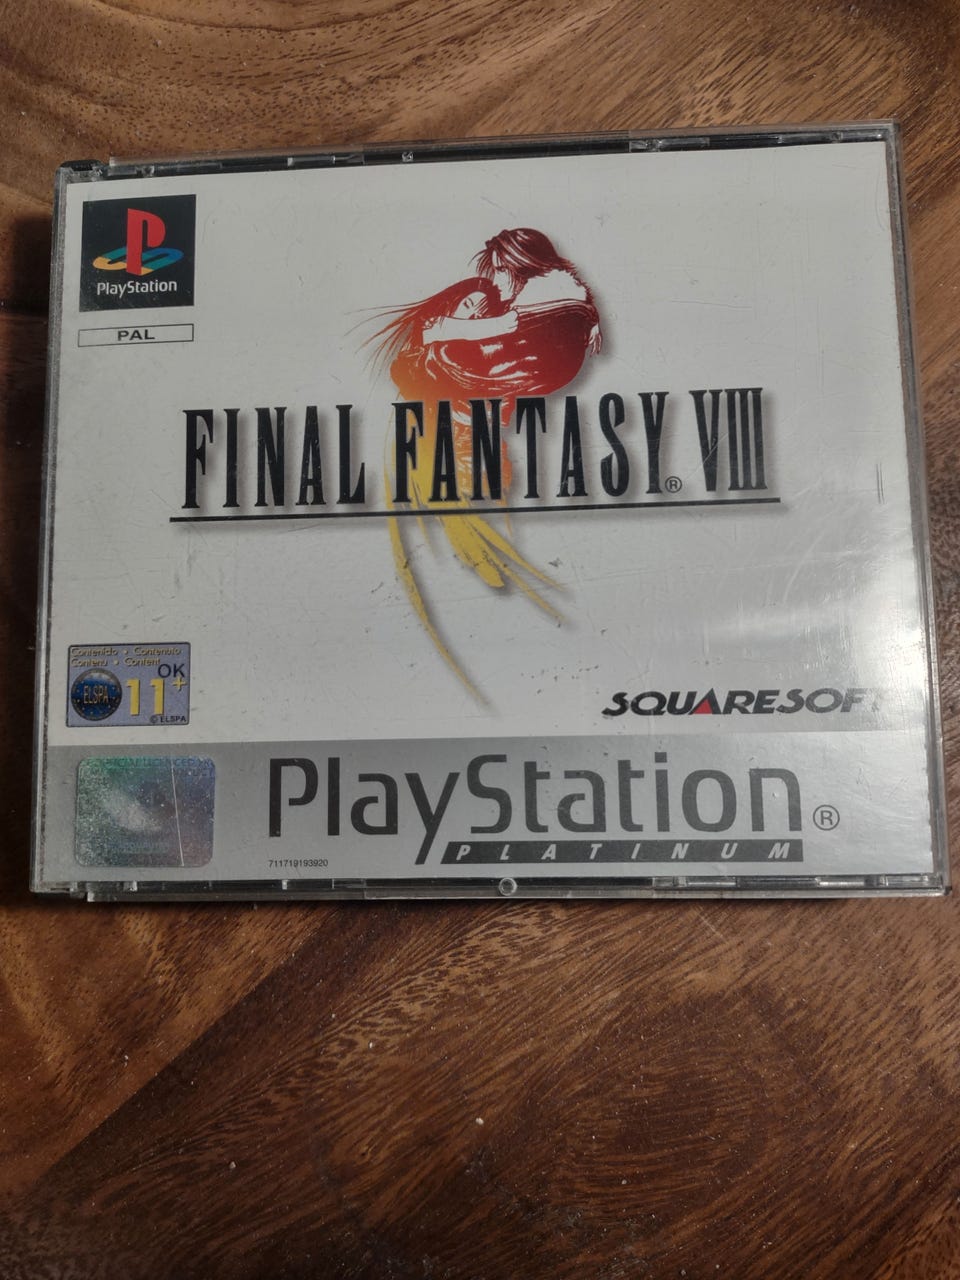 PlayStation
PAL
FINAL FANTASY® VIII
Contenido • Contenuto
Contenu • Content
OK
ELSPA
11+
© ELSPA
SQUARESOFT
PlayStation®
PLATINUM
711719193920